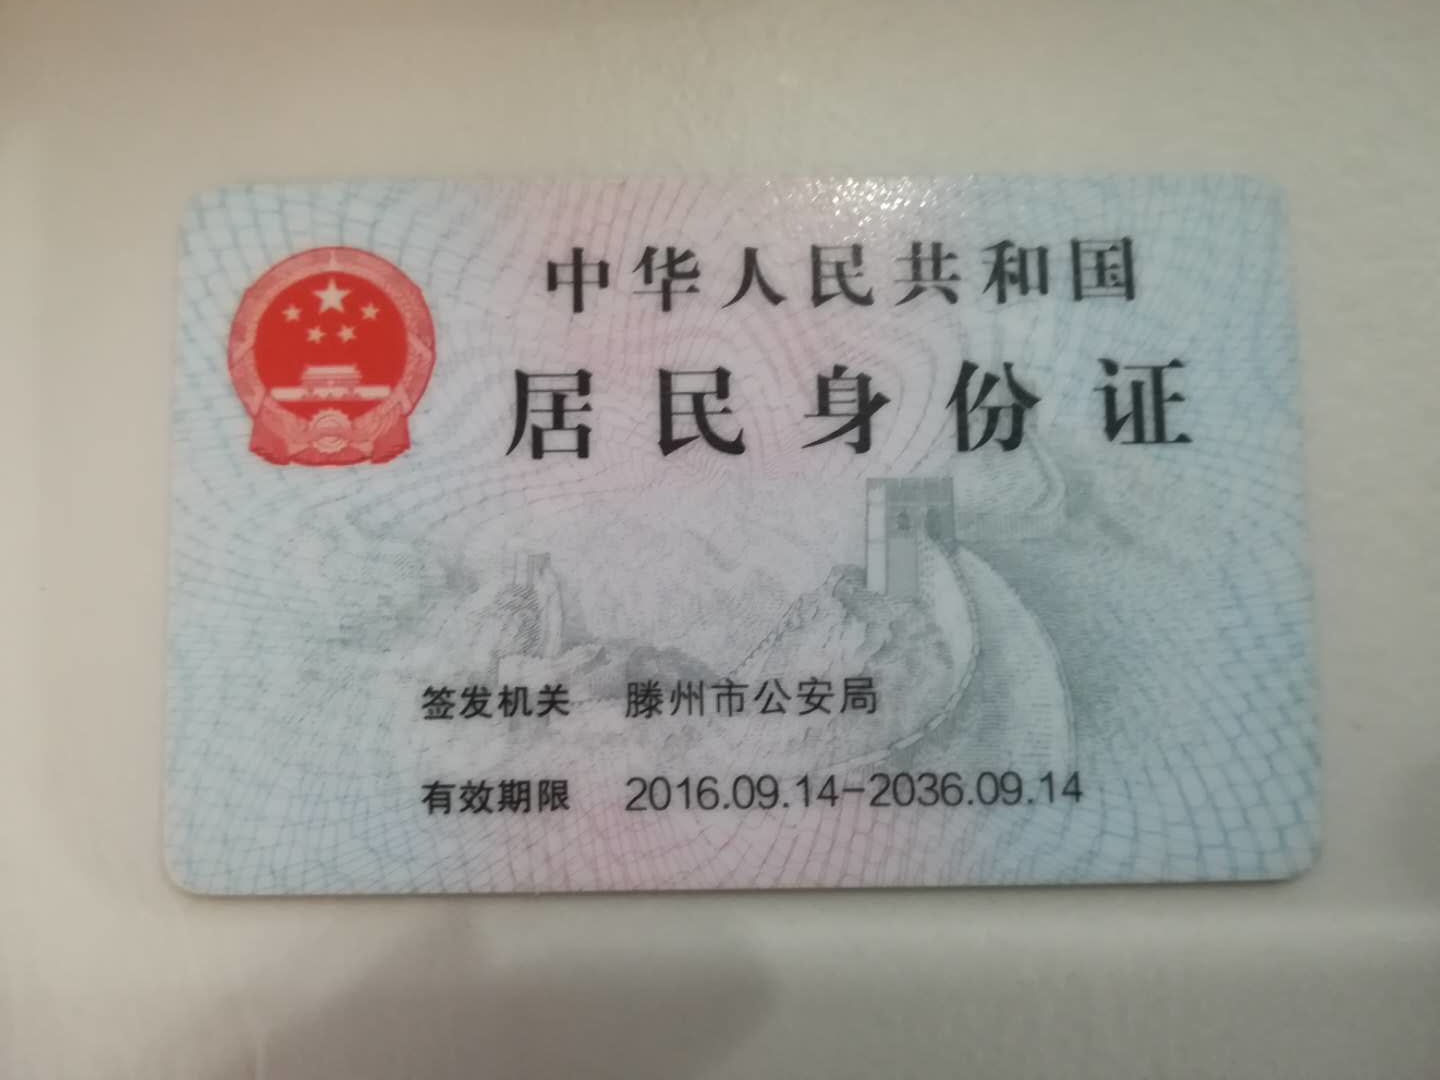 中华人民共和国
居民身份证
签发机关 滕州市公安局
有效期限 2016.09.14-2036.09.14